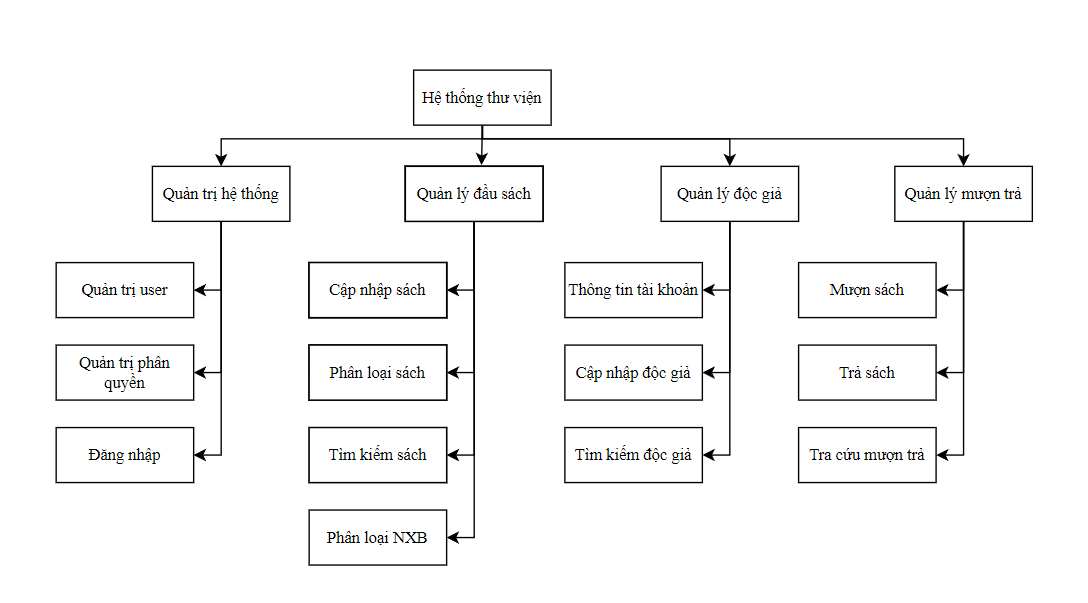 Hệ thống thư viện
Quản trị hệ thống
Quản lý đầu sách
Quản lý độc giả
Quản lý mượn trả
Quản trị user
Cập nhập sách
Thông tin tài khoản
Mượn sách
Quản trị phân
quyền
Phân loại sách
Cập nhập độc giả
Trả sách
Đăng nhập
Tìm kiếm sách
Tìm kiếm độc giả
Tra cứu mượn trả
Phân loại NXB